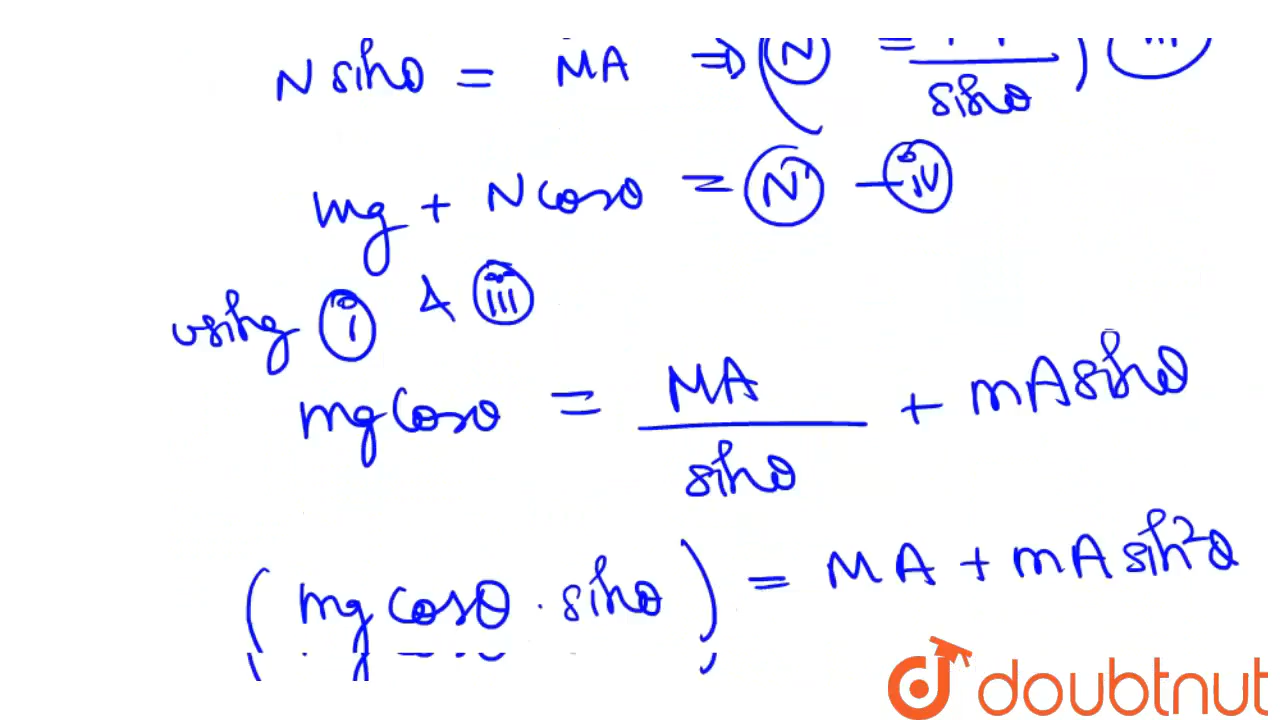 N sinθ = MA ⇒ (N = / sinθ) iii
mg + N cosθ = N' - iv
using i & iii
mg cosθ = MA / sinθ + mA sinθ
(mg cosθ · sinθ) = MA + mA sin²θ
doubtnut